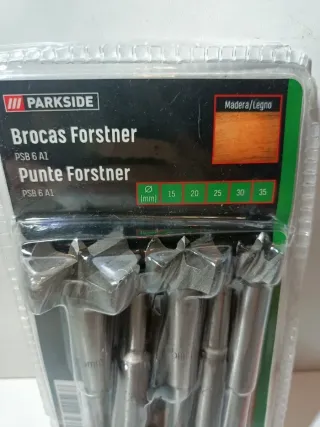 PARKSIDE
Madera/Legno
Brocas Forstner
PSB 6 A1
Punte Forstner
PSB 6 A1
Ø (mm) 15 20 25 30 35